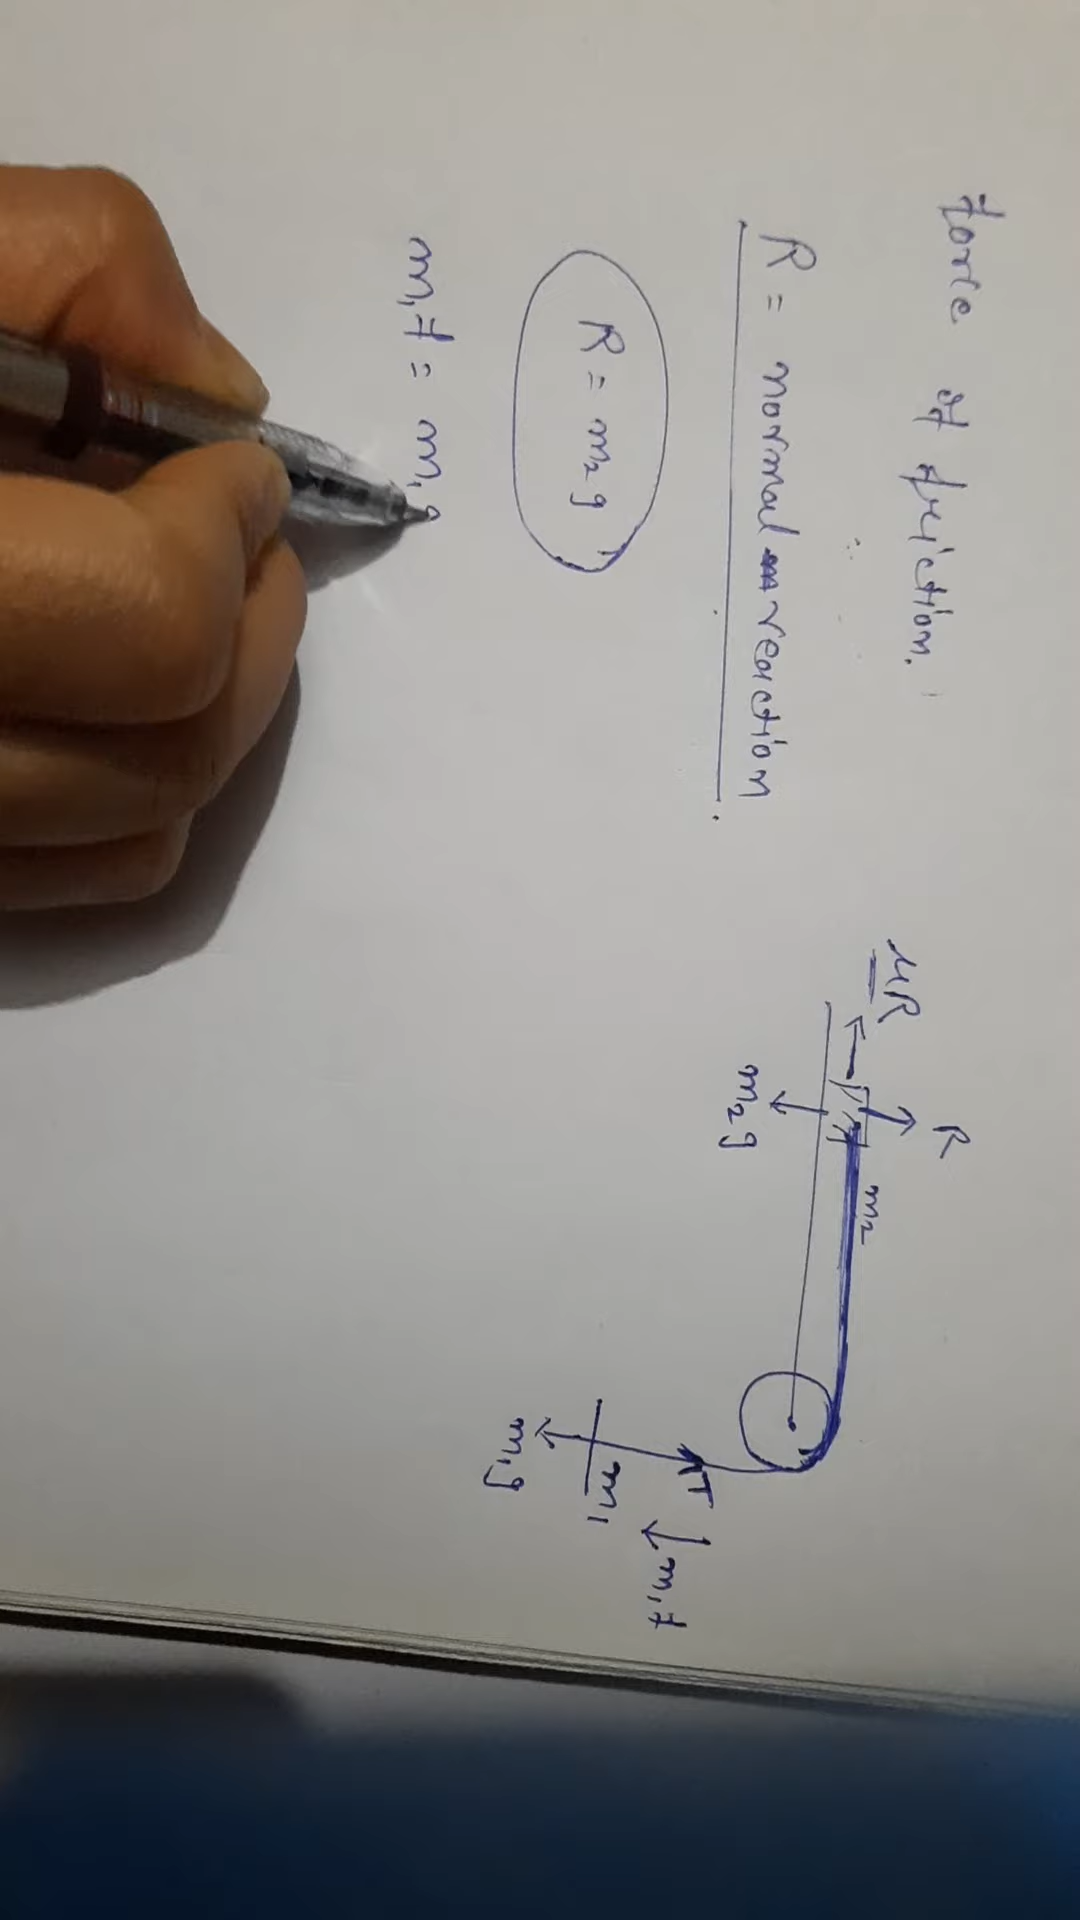 force of friction.
R = normal reaction
R = m₂g
m₁f = m₁g
μR
R
m₂
m₂g
T
m₁f
m₁
m₁g